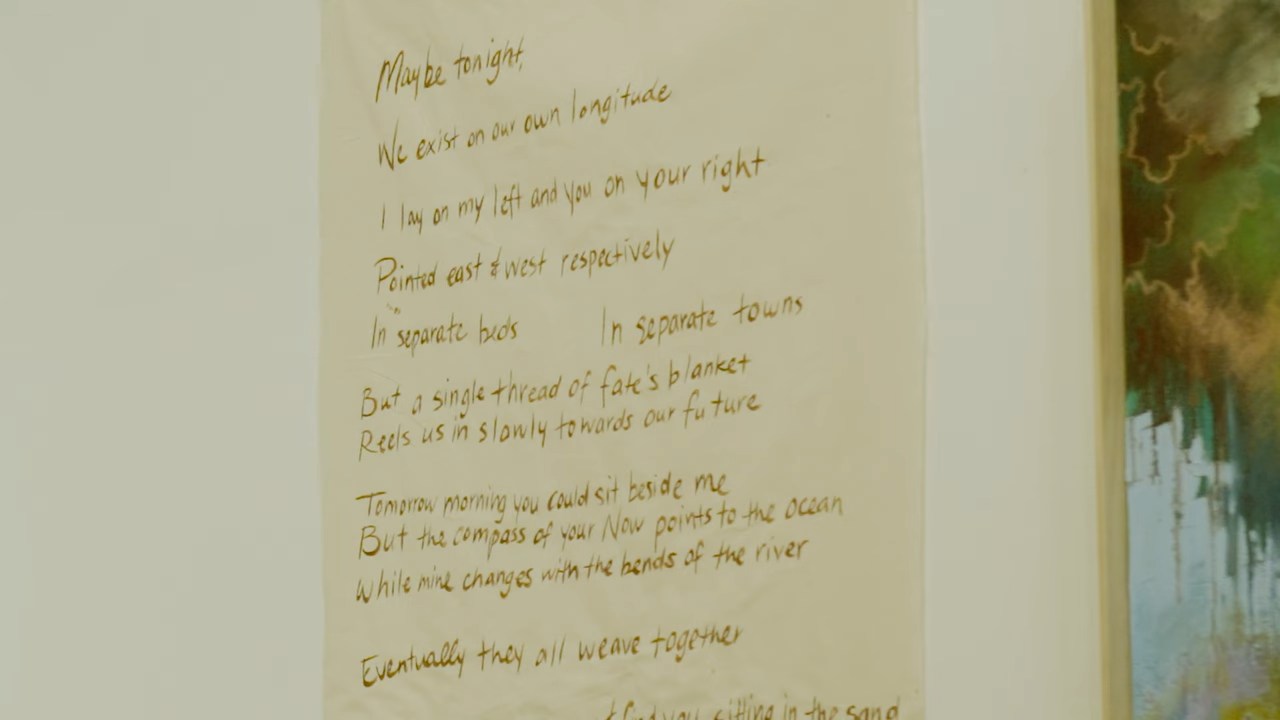 Maybe tonight,
We exist on our own longitude
I lay on my left and you on your right
Pointed east & west respectively
In separate beds In separate towns
But a single thread of fate's blanket
Reels us in slowly towards our future
Tomorrow morning you could sit beside me
But the compass of your Now points to the ocean
While mine changes with the bends of the river
Eventually they all weave together
find you sitting in the sand